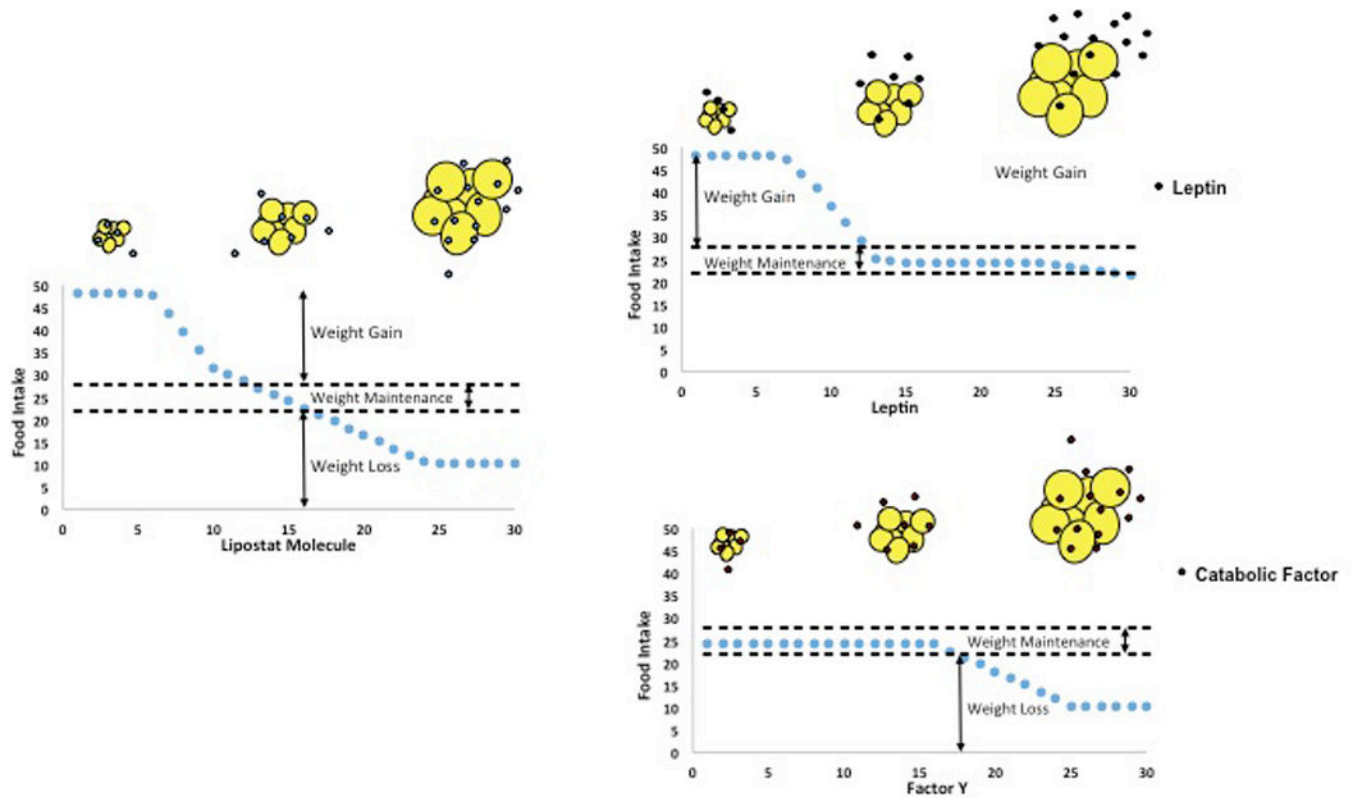 50
45
40
35
30
25
20
15
10
5
0
Food Intake
Weight Gain
Weight Maintenance
Weight Loss
0 5 10 15 20 25 30
Lipostat Molecule
50
45
40
35
30
25
20
15
10
5
0
Food Intake
Weight Gain
Weight Gain
Weight Maintenance
0 5 10 15 20 25 30
Leptin
Leptin
50
45
40
35
30
25
20
15
10
5
0
Food Intake
Weight Maintenance
Weight Loss
0 5 10 15 20 25 30
Factor Y
Catabolic Factor